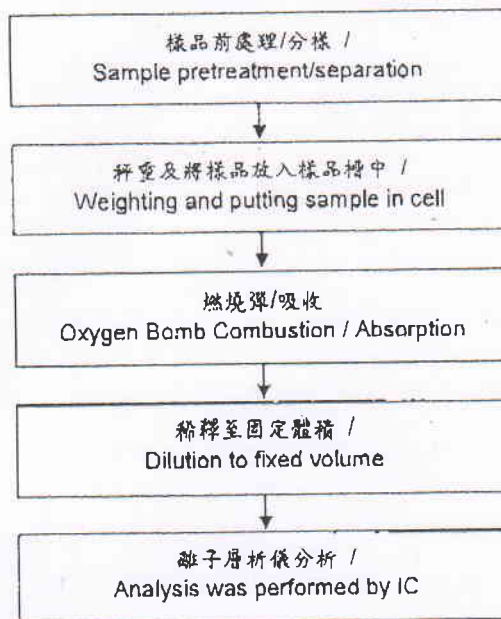 樣品前處理/分樣 /
Sample pretreatment/separation
秤重及將樣品放入樣品槽中 /
Weighting and putting sample in cell
燃燒彈/吸收
Oxygen Bomb Combustion / Absorption
稀釋至固定體積 /
Dilution to fixed volume
離子層析儀分析 /
Analysis was performed by IC